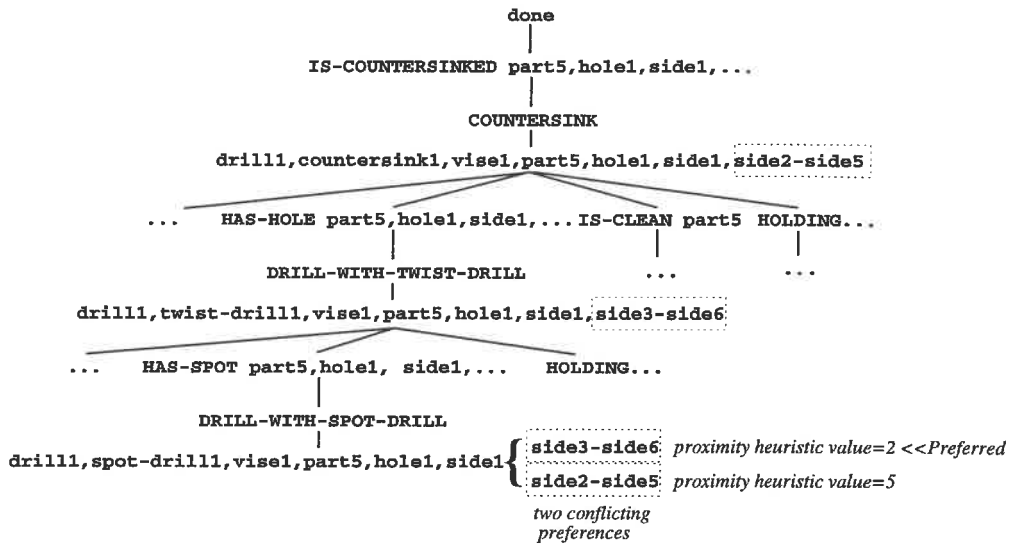 done
IS-COUNTERSINKED part5,hole1,side1,...
COUNTERSINK
drill1,countersink1,vise1,part5,hole1,side1,side2-side5
... HAS-HOLE part5,hole1,side1,... IS-CLEAN part5 HOLDING...
DRILL-WITH-TWIST-DRILL ... ...
drill1,twist-drill1,vise1,part5,hole1,side1,side3-side6
... HAS-SPOT part5,hole1, side1,... HOLDING...
DRILL-WITH-SPOT-DRILL
drill1,spot-drill1,vise1,part5,hole1,side1{
side3-side6 proximity heuristic value=2 <<Preferred
side2-side5 proximity heuristic value=5
two conflicting
preferences